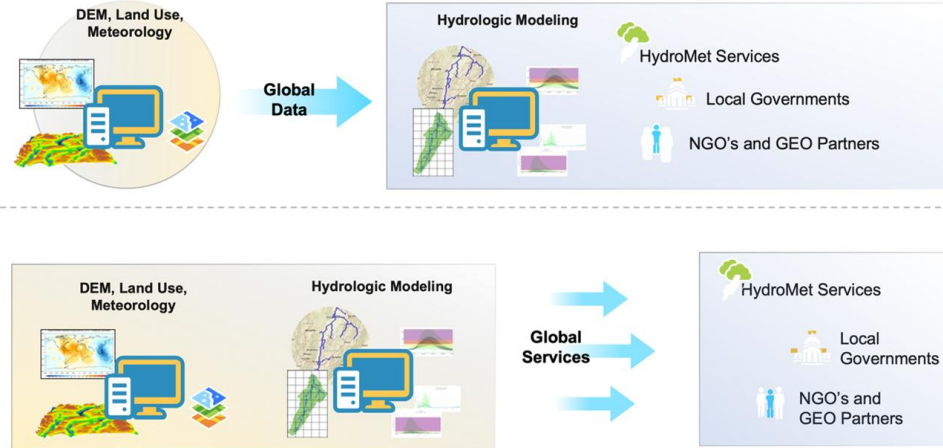 DEM, Land Use,
Meteorology
Global
Data
Hydrologic Modeling
HydroMet Services
Local Governments
NGO's and GEO Partners
DEM, Land Use,
Meteorology
Hydrologic Modeling
Global
Services
HydroMet Services
Local
Governments
NGO's and
GEO Partners